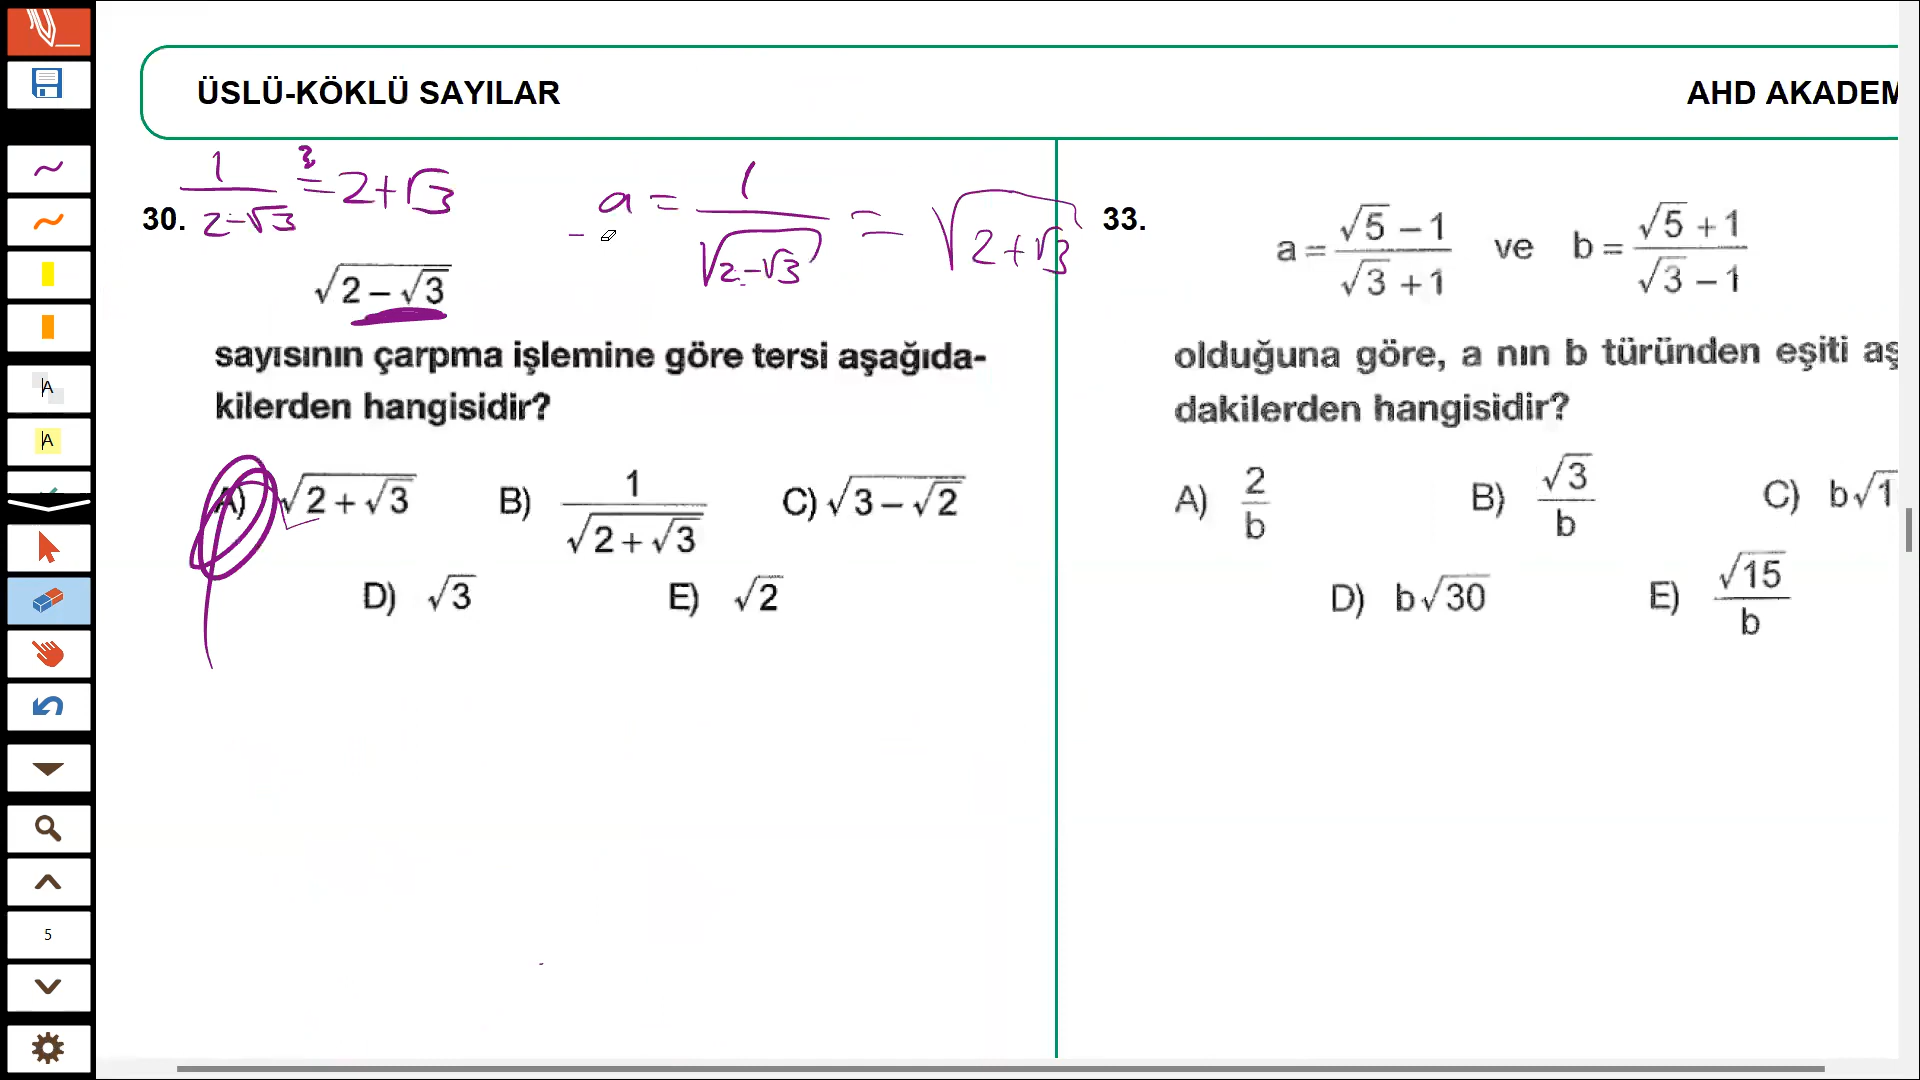 ÜSLÜ-KÖKLÜ SAYILAR
AHD AKADEM
1/(2-√3) = 2+√3
a = 1/√(2-√3) = √(2+√3)
30.
√(2 − √3)
sayısının çarpma işlemine göre tersi aşağıda-
kilerden hangisidir?
A) √(2 + √3) B) 1/√(2 + √3) C) √(3 − √2)
D) √3 E) √2
33.
a = (√5 − 1)/(√3 + 1) ve b = (√5 + 1)/(√3 − 1)
olduğuna göre, a nın b türünden eşiti aş
dakilerden hangisidir?
A) 2/b B) √3/b C) b√1
D) b√30 E) √15/b
A
A
5